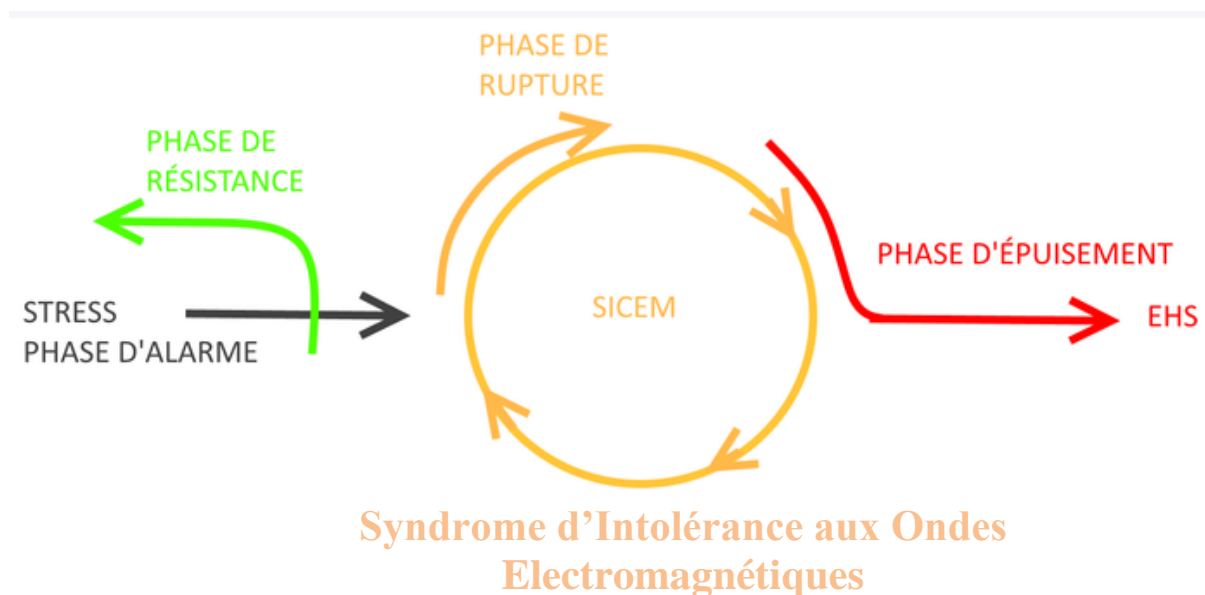 PHASE DE
RUPTURE
PHASE DE
RÉSISTANCE
STRESS
PHASE D'ALARME
SICEM
PHASE D'ÉPUISEMENT
EHS
Syndrome d’Intolérance aux Ondes
Electromagnétiques